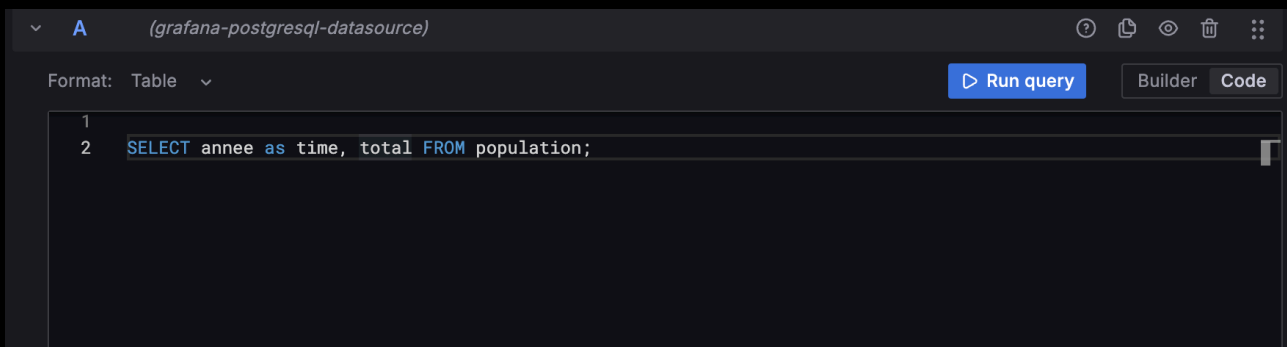 A (grafana-postgresql-datasource)
Format: Table Run query Builder Code
1
2 SELECT annee as time, total FROM population;